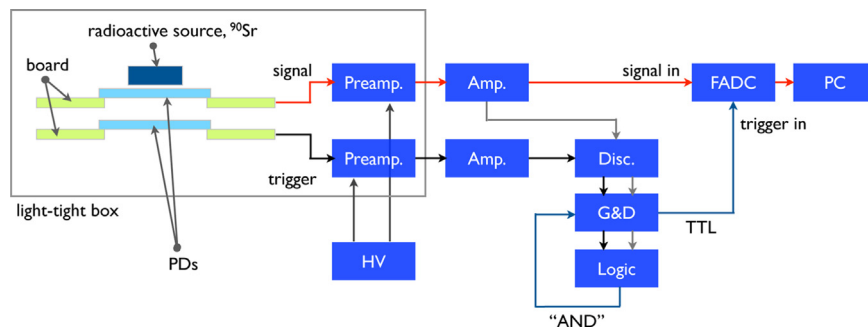 radioactive source, ⁹⁰Sr
board
signal
Preamp.
Amp.
signal in
FADC
PC
trigger in
trigger
Preamp.
Amp.
Disc.
light-tight box
G&D
TTL
PDs
HV
Logic
“AND”